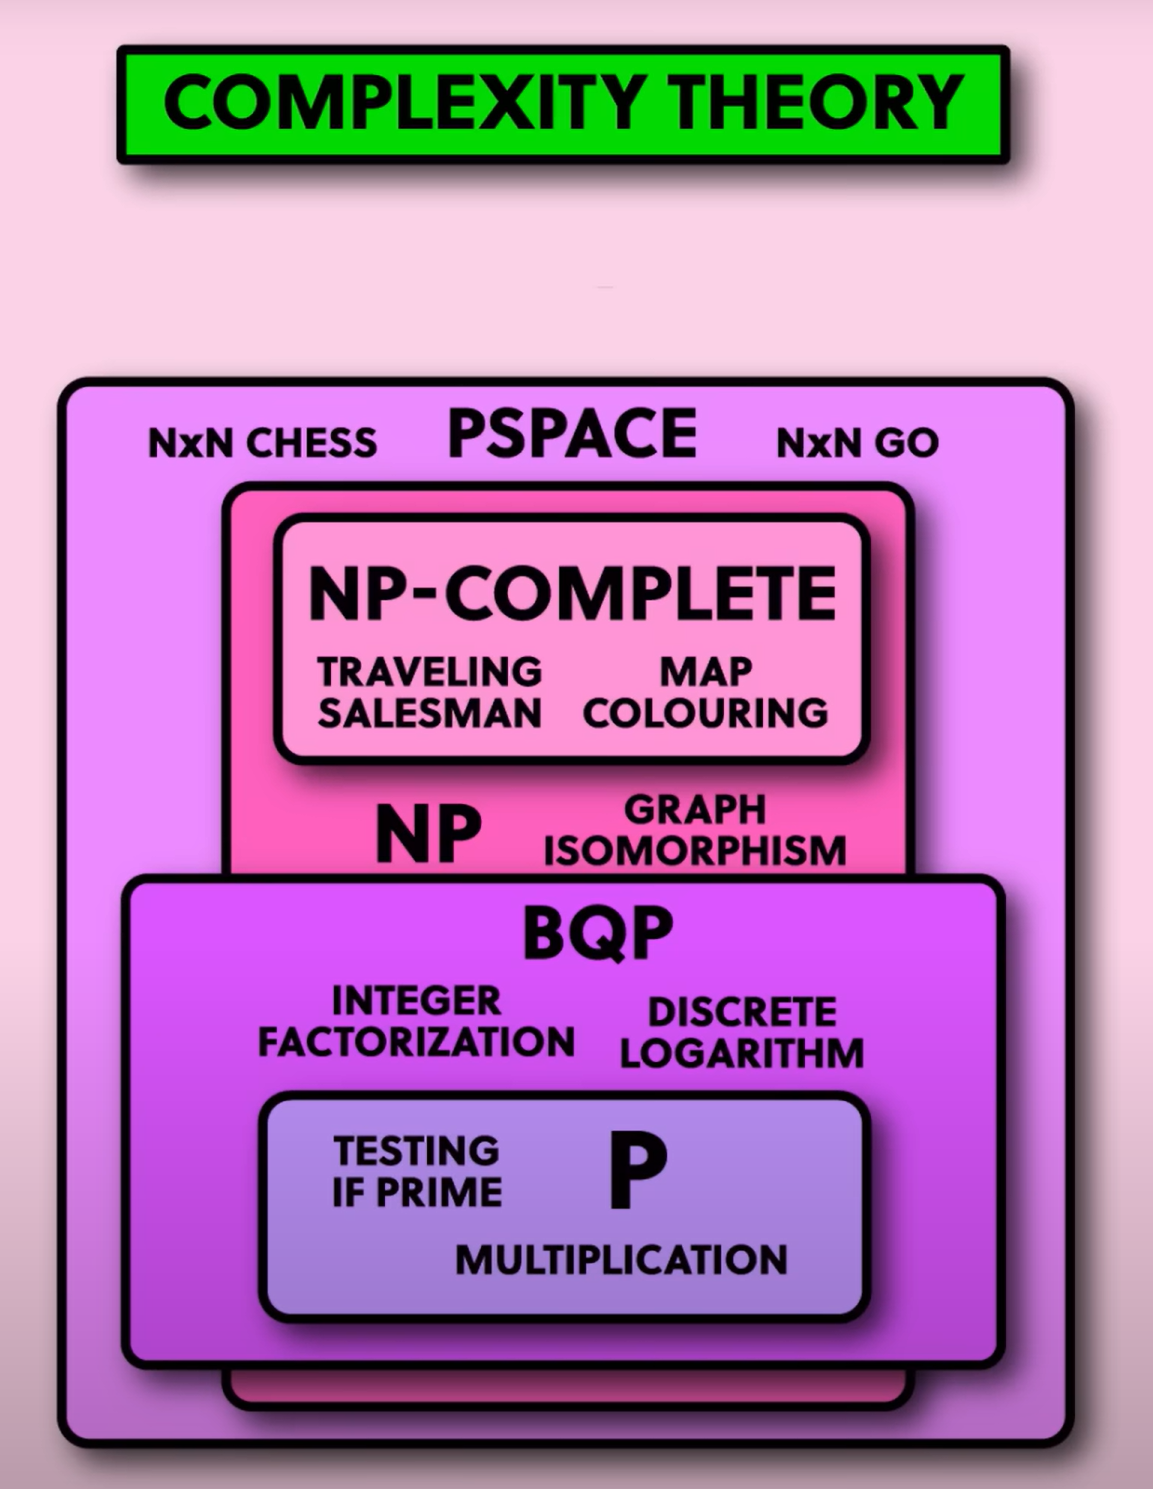 COMPLEXITY THEORY
NxN CHESS PSPACE NxN GO
NP-COMPLETE
TRAVELING
SALESMAN
MAP
COLOURING
NP
GRAPH
ISOMORPHISM
BQP
INTEGER
FACTORIZATION
DISCRETE
LOGARITHM
TESTING
IF PRIME
P
MULTIPLICATION